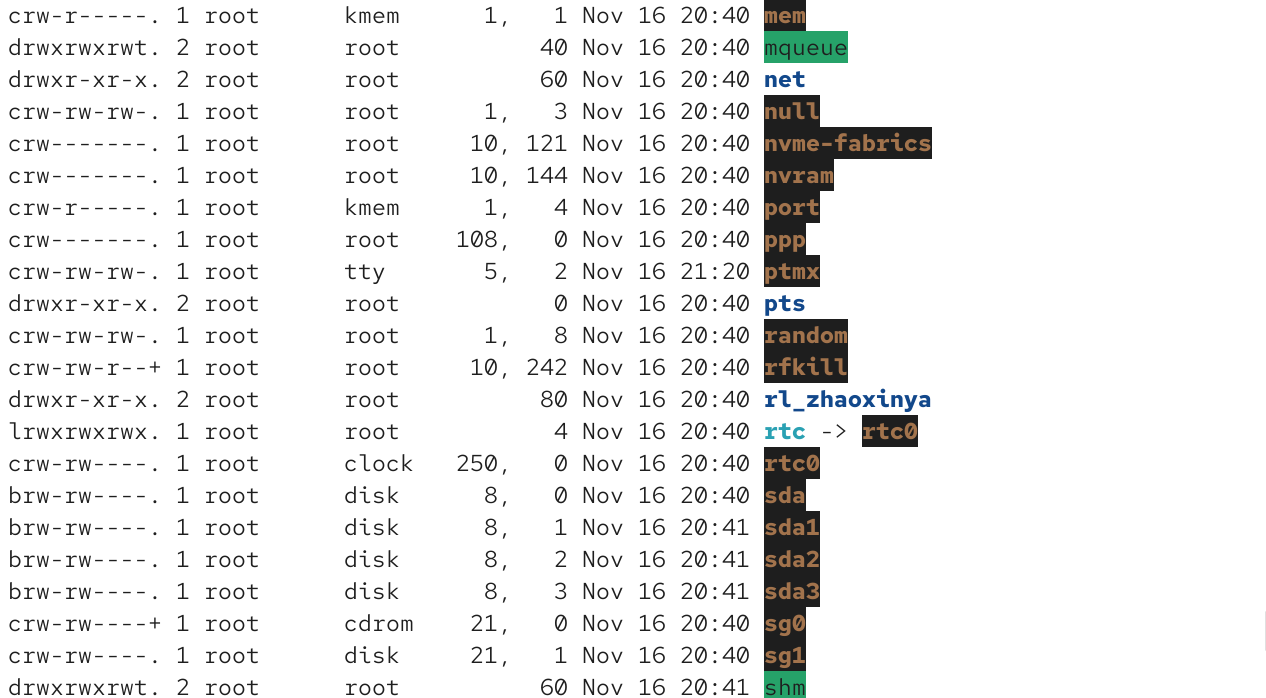 crw-r-----. 1 root      kmem      1,   1 Nov 16 20:40 mem
drwxrwxrwt. 2 root      root          40 Nov 16 20:40 mqueue
drwxr-xr-x. 2 root      root          60 Nov 16 20:40 net
crw-rw-rw-. 1 root      root      1,   3 Nov 16 20:40 null
crw-------. 1 root      root     10, 121 Nov 16 20:40 nvme-fabrics
crw-------. 1 root      root     10, 144 Nov 16 20:40 nvram
crw-r-----. 1 root      kmem      1,   4 Nov 16 20:40 port
crw-------. 1 root      root    108,   0 Nov 16 20:40 ppp
crw-rw-rw-. 1 root      tty       5,   2 Nov 16 21:20 ptmx
drwxr-xr-x. 2 root      root           0 Nov 16 20:40 pts
crw-rw-rw-. 1 root      root      1,   8 Nov 16 20:40 random
crw-rw-r--+ 1 root      root     10, 242 Nov 16 20:40 rfkill
drwxr-xr-x. 2 root      root          80 Nov 16 20:40 rl_zhaoxinya
lrwxrwxrwx. 1 root      root           4 Nov 16 20:40 rtc -> rtc0
crw-rw----. 1 root      clock   250,   0 Nov 16 20:40 rtc0
brw-rw----. 1 root      disk      8,   0 Nov 16 20:40 sda
brw-rw----. 1 root      disk      8,   1 Nov 16 20:41 sda1
brw-rw----. 1 root      disk      8,   2 Nov 16 20:41 sda2
brw-rw----. 1 root      disk      8,   3 Nov 16 20:41 sda3
crw-rw----+ 1 root      cdrom    21,   0 Nov 16 20:40 sg0
crw-rw----. 1 root      disk     21,   1 Nov 16 20:40 sg1
drwxrwxrwt. 2 root      root          60 Nov 16 20:41 shm